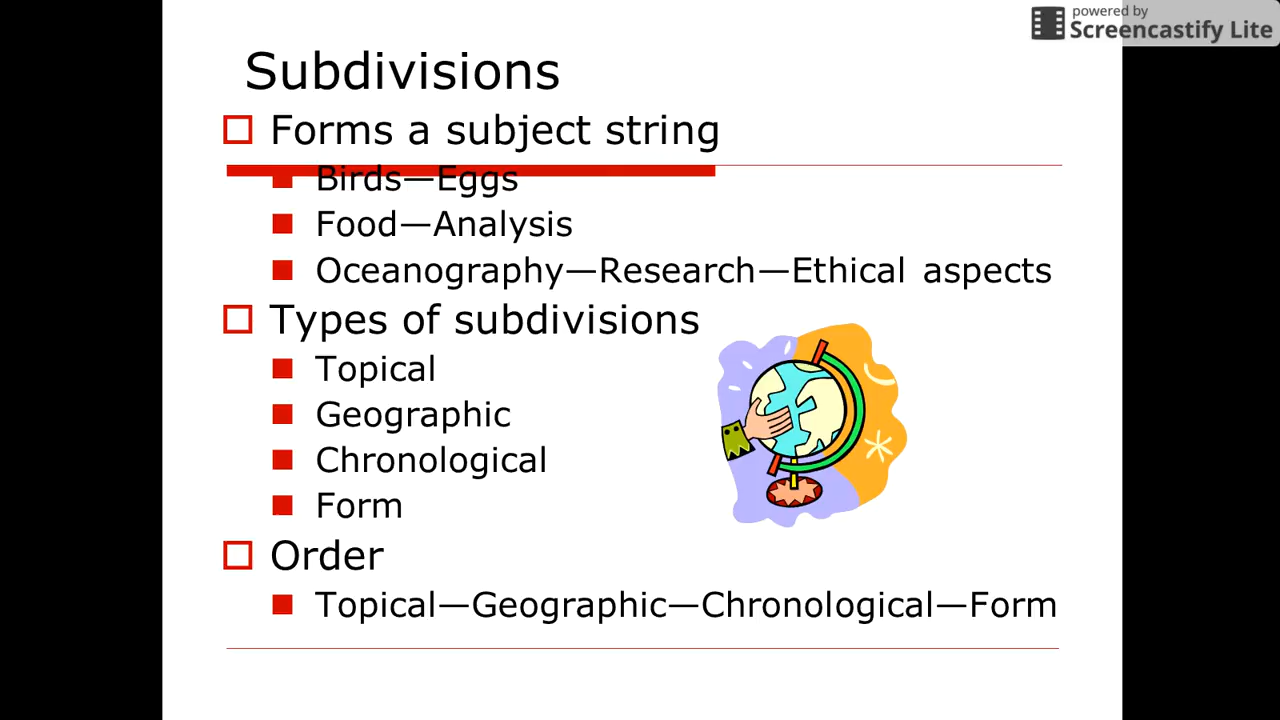 powered by
Screencastify Lite
Subdivisions
Forms a subject string
Birds—Eggs
Food—Analysis
Oceanography—Research—Ethical aspects
Types of subdivisions
Topical
Geographic
Chronological
Form
Order
Topical—Geographic—Chronological—Form